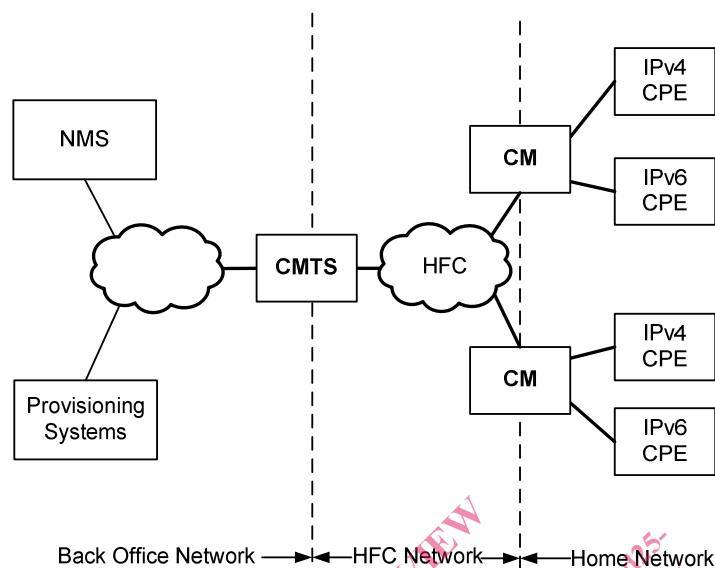 IPv4
CPE
NMS
CM
IPv6
CPE
CMTS
HFC
IPv4
CPE
CM
Provisioning
Systems
IPv6
CPE
Back Office Network
HFC Network
Home Network